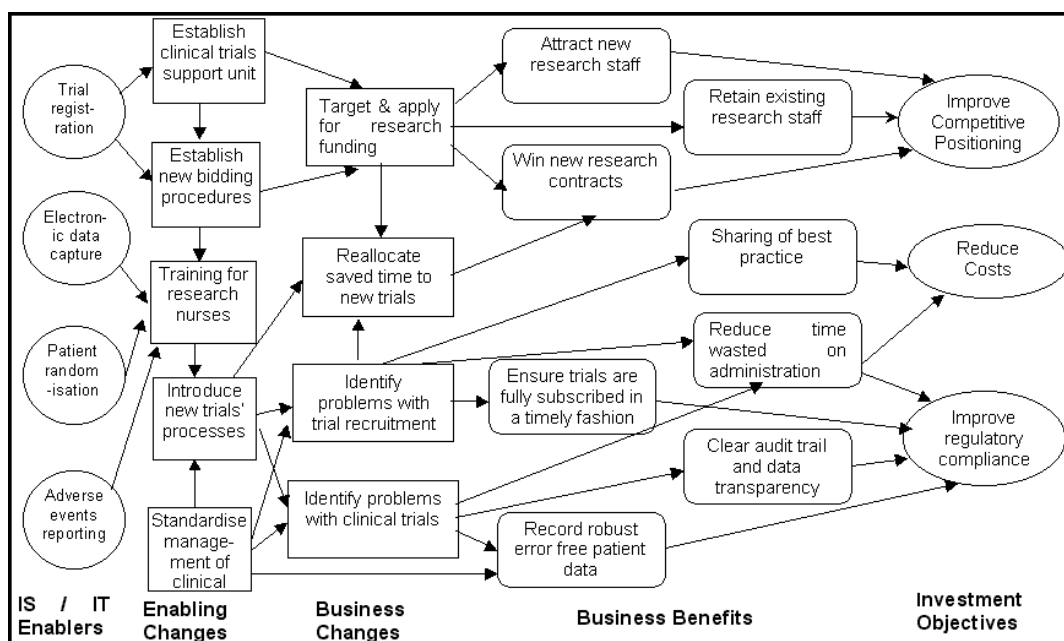 Trial
regist-
ration
Electron-
ic data
capture
Patient
random
-isation
Adverse
events
reporting
IS / IT
Enablers
Establish
clinical trials
support unit
Establish
new bidding
procedures
Training for
research
nurses
Introduce
new trials'
processes
Standardise
manage-
ment of
clinical
Enabling
Changes
Target & apply
for research
funding
Reallocate
saved time to
new trials
Identify
problems with
trial recruitment
Identify problems
with clinical trials
Business
Changes
Attract new
research staff
Retain existing
research staff
Win new research
contracts
Sharing of best
practice
Reduce time
wasted on
administration
Ensure trials are
fully subscribed in
a timely fashion
Clear audit trail
and data
transparency
Record robust
error free patient
data
Business Benefits
Improve
Competitive
Positioning
Reduce
Costs
Improve
regulatory
compliance
Investment
Objectives